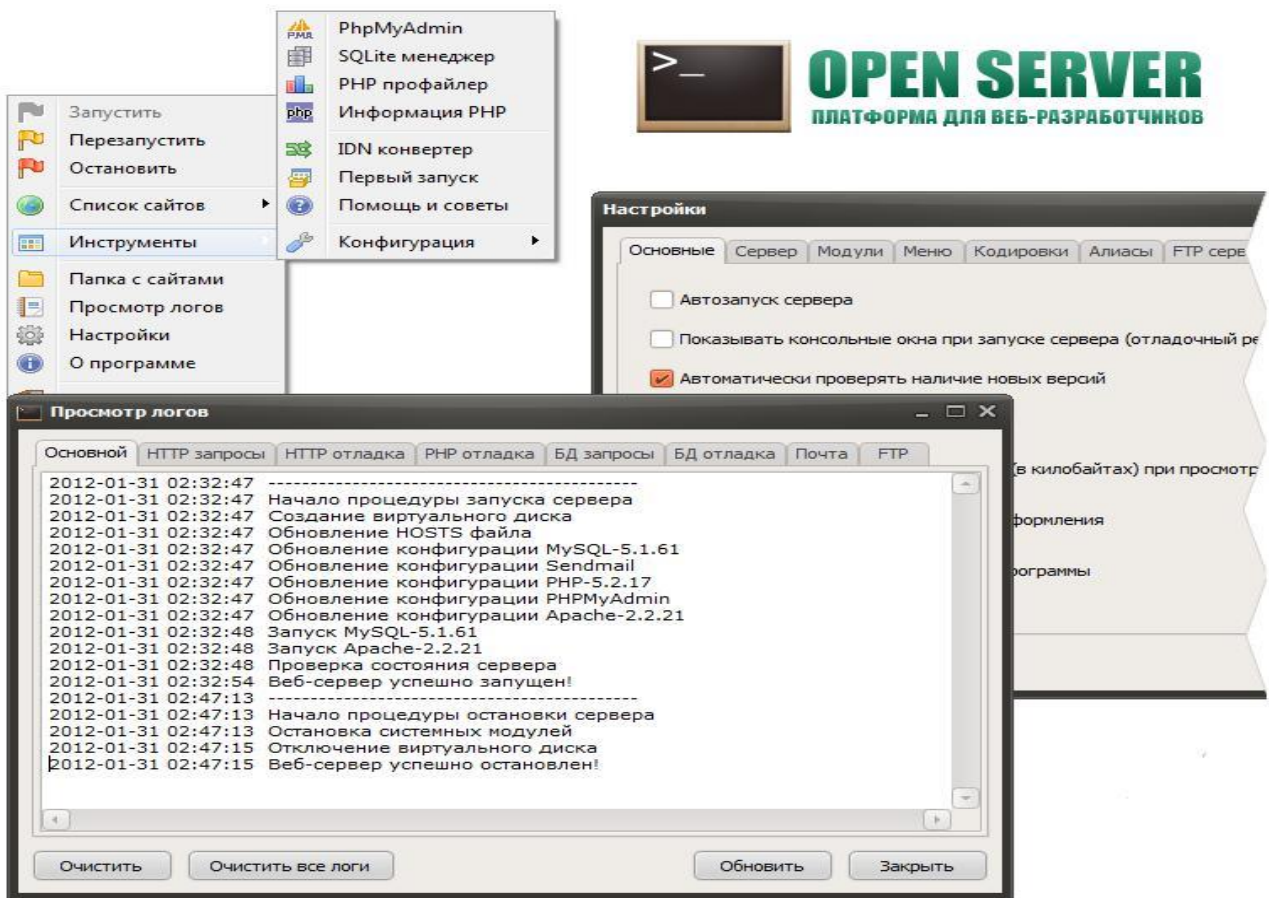 PhpMyAdmin
SQLite менеджер
PHP профайлер
Информация PHP
IDN конвертер
Первый запуск
Помощь и советы
Конфигурация
PMA
php
Запустить
Перезапустить
Остановить
Список сайтов
Инструменты
Папка с сайтами
Просмотр логов
Настройки
О программе
>_
OPEN SERVER
ПЛАТФОРМА ДЛЯ ВЕБ-РАЗРАБОТЧИКОВ
Настройки
Основные Сервер Модули Меню Кодировки Алиасы FTP серв
Автозапуск сервера
Показывать консольные окна при запуске сервера (отладочный ре
Автоматически проверять наличие новых версий
(в килобайтах) при просмотр
формления
рограммы
Просмотр логов
Основной HTTP запросы HTTP отладка PHP отладка БД запросы БД отладка Почта FTP
2012-01-31 02:32:47 --------------------------------------------
2012-01-31 02:32:47 Начало процедуры запуска сервера
2012-01-31 02:32:47 Создание виртуального диска
2012-01-31 02:32:47 Обновление HOSTS файла
2012-01-31 02:32:47 Обновление конфигурации MySQL-5.1.61
2012-01-31 02:32:47 Обновление конфигурации Sendmail
2012-01-31 02:32:47 Обновление конфигурации PHP-5.2.17
2012-01-31 02:32:47 Обновление конфигурации PHPMyAdmin
2012-01-31 02:32:47 Обновление конфигурации Apache-2.2.21
2012-01-31 02:32:48 Запуск MySQL-5.1.61
2012-01-31 02:32:48 Запуск Apache-2.2.21
2012-01-31 02:32:48 Проверка состояния сервера
2012-01-31 02:32:54 Веб-сервер успешно запущен!
2012-01-31 02:47:13 --------------------------------------------
2012-01-31 02:47:13 Начало процедуры остановки сервера
2012-01-31 02:47:13 Остановка системных модулей
2012-01-31 02:47:15 Отключение виртуального диска
2012-01-31 02:47:15 Веб-сервер успешно остановлен!
Очистить Очистить все логи Обновить Закрыть